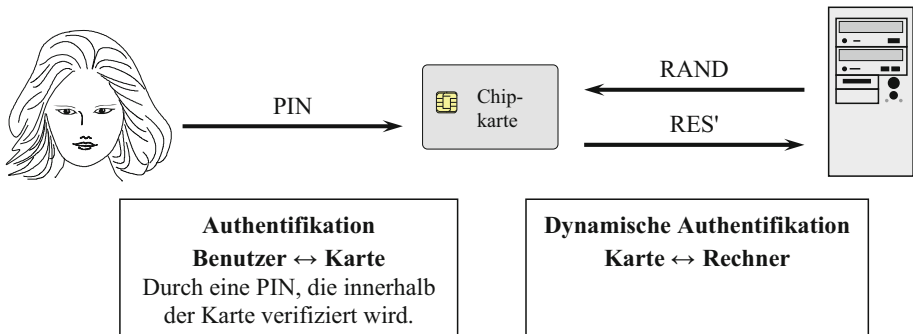 PIN
Chip-
karte
RAND
RES'
Authentifikation
Benutzer ↔ Karte
Durch eine PIN, die innerhalb
der Karte verifiziert wird.
Dynamische Authentifikation
Karte ↔ Rechner